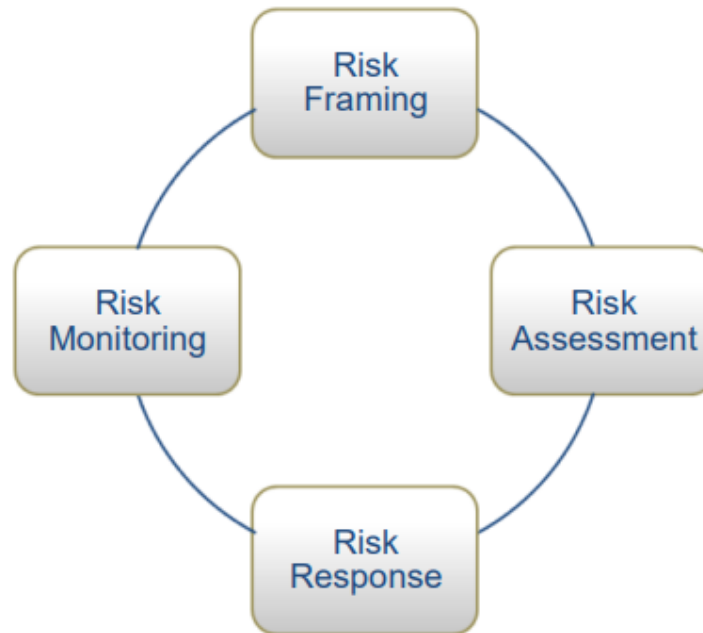 Risk
Framing
Risk
Monitoring
Risk
Assessment
Risk
Response